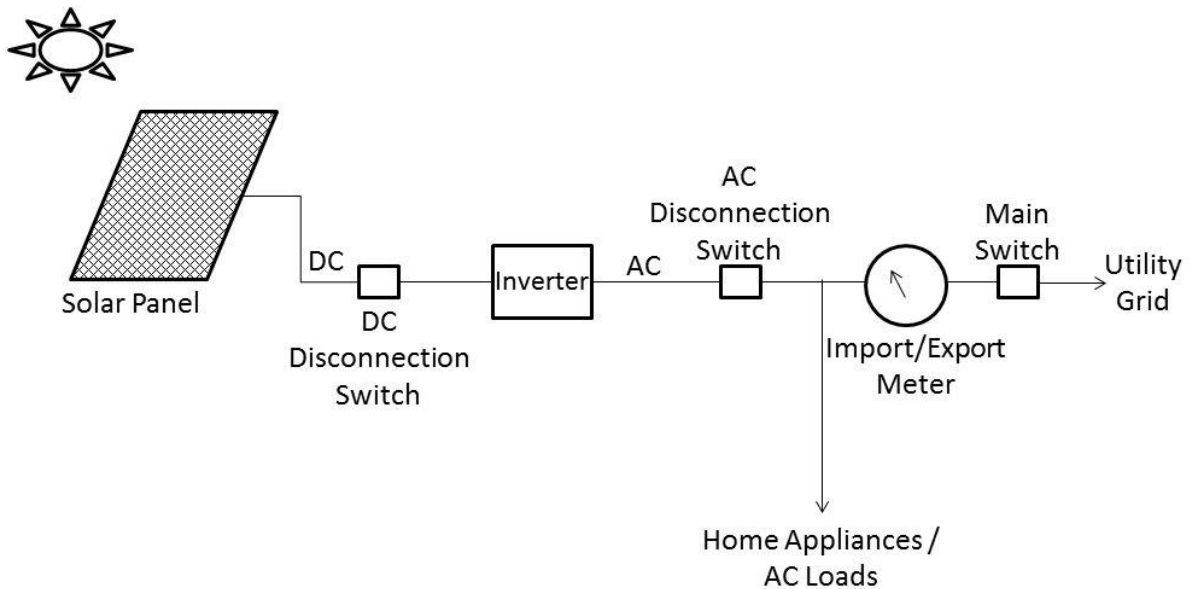 Solar Panel
DC
DC
Disconnection
Switch
Inverter
AC
AC
Disconnection
Switch
Import/Export
Meter
Main
Switch
Utility
Grid
Home Appliances /
AC Loads